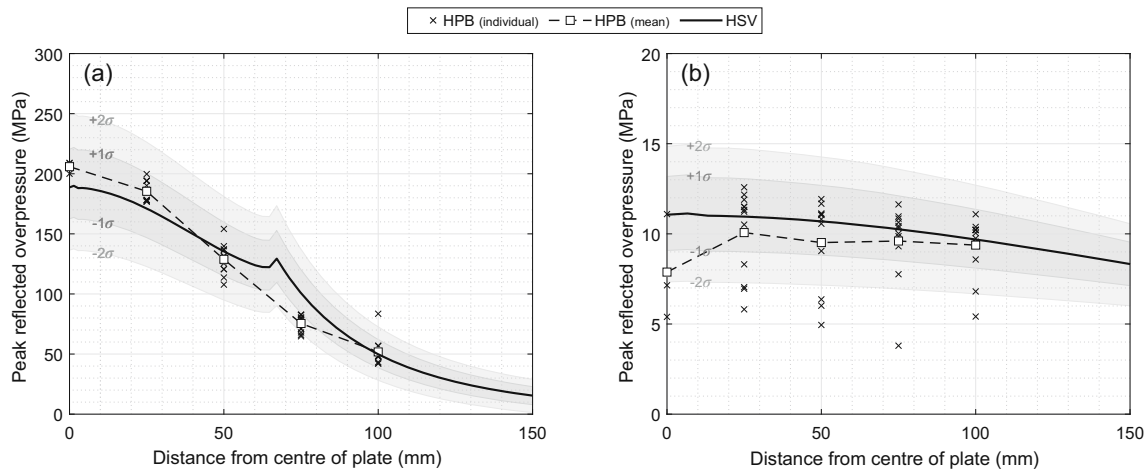 HPB (individual) HPB (mean) HSV
(a)
Peak reflected overpressure (MPa)
300
250
200
150
100
50
0
+2σ
+1σ
-1σ
-2σ
0 50 100 150
Distance from centre of plate (mm)
(b)
Peak reflected overpressure (MPa)
20
15
10
5
0
+2σ
+1σ
-1σ
-2σ
0 50 100 150
Distance from centre of plate (mm)